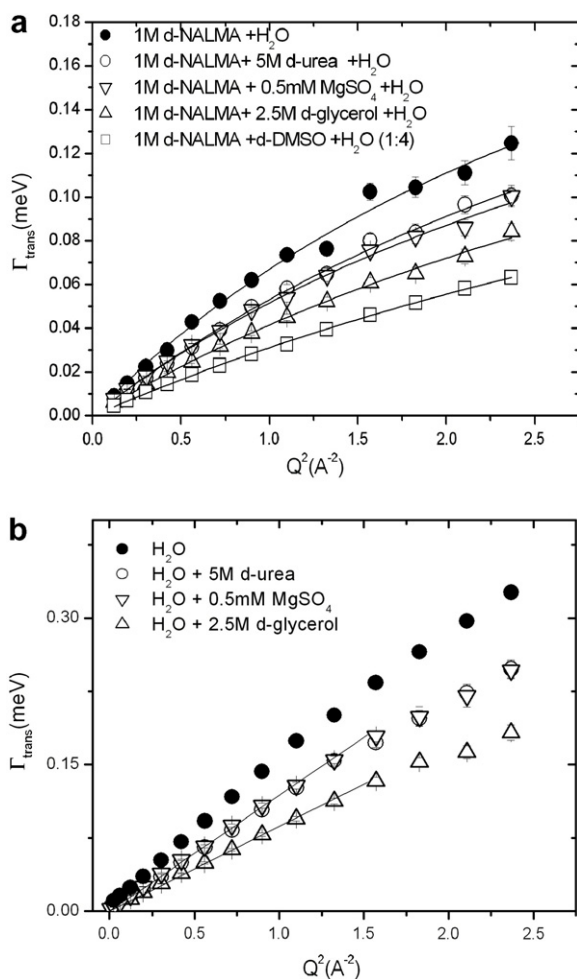 a
0.18
0.16
0.14
0.12
0.10
0.08
0.06
0.04
0.02
0.00
Γtrans(meV)
1M d-NALMA +H2O
1M d-NALMA+ 5M d-urea +H2O
1M d-NALMA + 0.5mM MgSO4 +H2O
1M d-NALMA+ 2.5M d-glycerol +H2O
1M d-NALMA+d-DMSO +H2O (1:4)
0.0 0.5 1.0 1.5 2.0 2.5
Q2(A-2)
b
0.30
0.15
0.00
Γtrans(meV)
H2O
H2O + 5M d-urea
H2O + 0.5mM MgSO4
H2O + 2.5M d-glycerol
0.0 0.5 1.0 1.5 2.0 2.5
Q2(A-2)